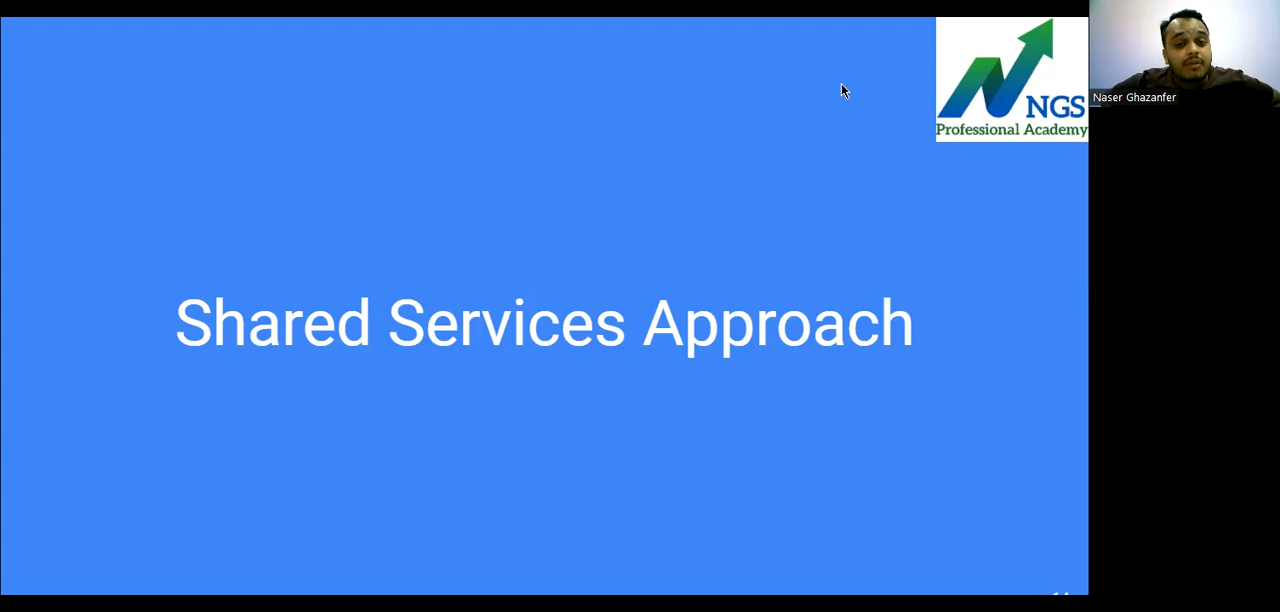 NGS
Professional Academy
Naser Ghazanfer
Shared Services Approach